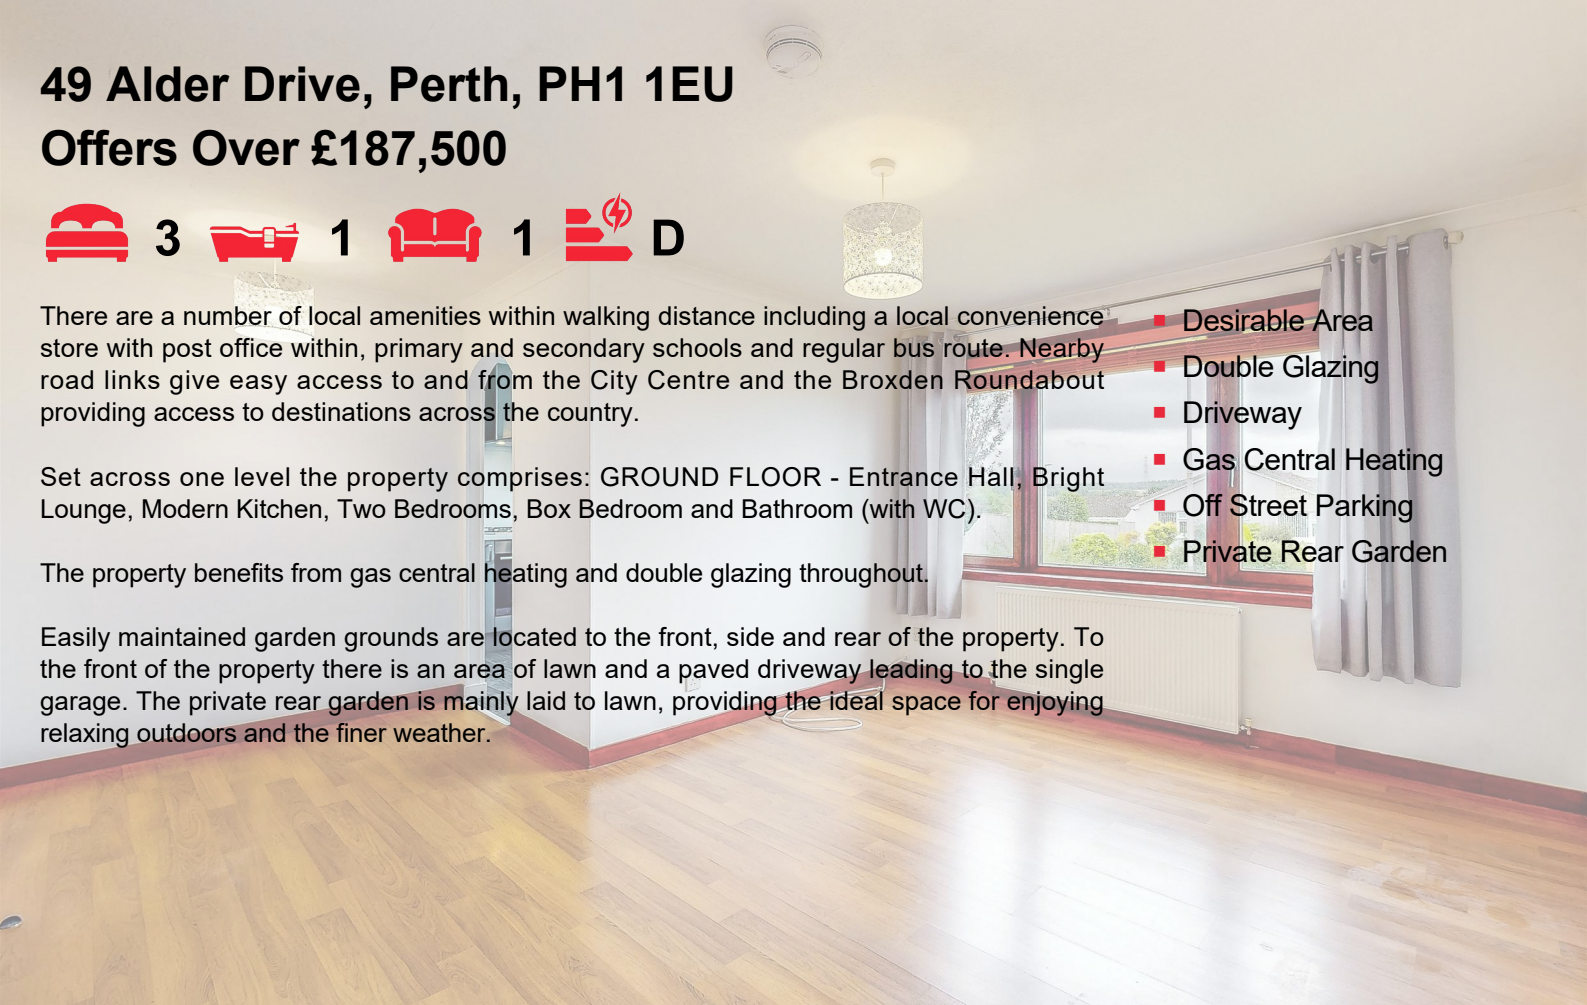 49 Alder Drive, Perth, PH1 1EU
Offers Over £187,500
3 1 1 D
There are a number of local amenities within walking distance including a local convenience
store with post office within, primary and secondary schools and regular bus route. Nearby
road links give easy access to and from the City Centre and the Broxden Roundabout
providing access to destinations across the country.
Set across one level the property comprises: GROUND FLOOR - Entrance Hall, Bright
Lounge, Modern Kitchen, Two Bedrooms, Box Bedroom and Bathroom (with WC).
The property benefits from gas central heating and double glazing throughout.
Easily maintained garden grounds are located to the front, side and rear of the property. To
the front of the property there is an area of lawn and a paved driveway leading to the single
garage. The private rear garden is mainly laid to lawn, providing the ideal space for enjoying
relaxing outdoors and the finer weather.
Desirable Area
Double Glazing
Driveway
Gas Central Heating
Off Street Parking
Private Rear Garden